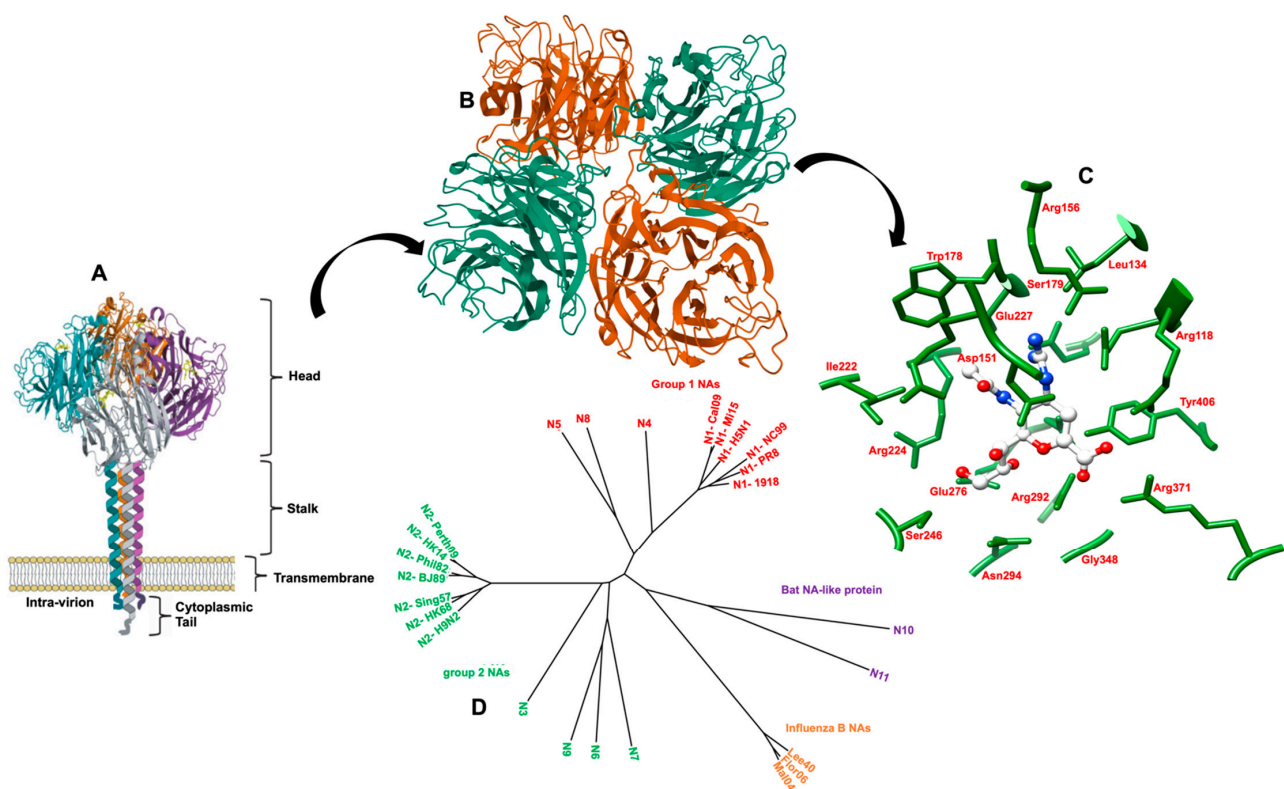 A
Head
Stalk
Transmembrane
Intra-virion
Cytoplasmic
Tail
B
C
Arg156
Trp178
Leu134
Ser179
Glu227
Arg118
Asp151
Ile222
Tyr406
Arg224
Glu276
Arg292
Arg371
Ser246
Asn294
Gly348
Group 1 NAs
N5
N8
N4
N1- Cal09
N1- Mi15
N1- H5N1
N1- NC99
N1- PR8
N1- 1918
N2- Perth09
N2- HK14
N2- Phil82
N2- BJ89
N2- Sing57
N2- HK68
N2- H9N2
group 2 NAs
D
N3
N9
N6
N7
Bat NA-like protein
N10
N11
Influenza B NAs
Lee40
Flor06
Mal04